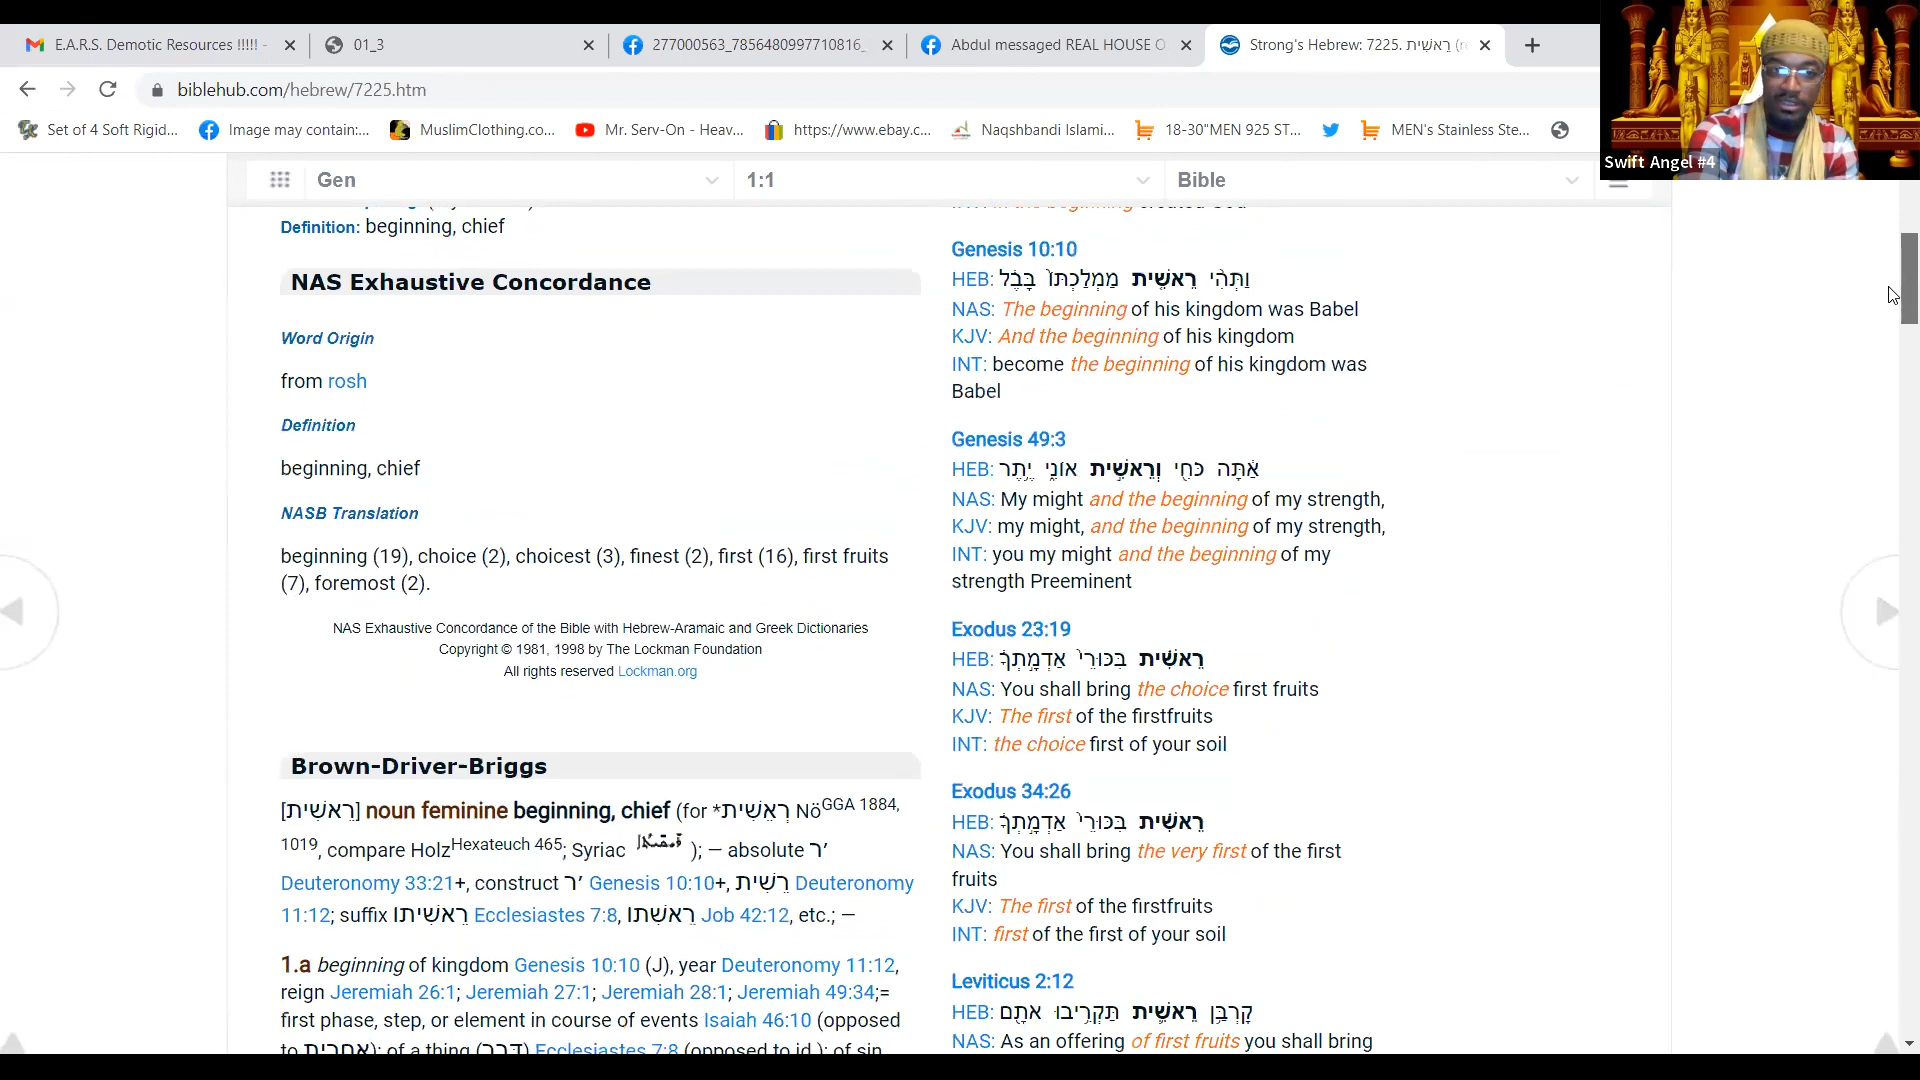 E.A.R.S. Demotic Resources !!!!! -
01_3
277000563_7856480997710816_
Abdul messaged REAL HOUSE O
Strong's Hebrew: 7225. רֵאשִׁית (r
biblehub.com/hebrew/7225.htm
Set of 4 Soft Rigid...
Image may contain:...
MuslimClothing.co...
Mr. Serv-On - Heav...
https://www.ebay.c...
Naqshbandi Islami...
18-30"MEN 925 ST...
MEN's Stainless Ste...
Swift Angel #4
Gen
1:1
Bible
Definition: beginning, chief
NAS Exhaustive Concordance
Word Origin
from rosh
Definition
beginning, chief
NASB Translation
beginning (19), choice (2), choicest (3), finest (2), first (16), first fruits
(7), foremost (2).
NAS Exhaustive Concordance of the Bible with Hebrew-Aramaic and Greek Dictionaries
Copyright © 1981, 1998 by The Lockman Foundation
All rights reserved Lockman.org
Brown-Driver-Briggs
[רֵאשִׁית] noun feminine beginning, chief (for *רְאֵשִׁית Nö GGA 1884,
1019, compare Holz Hexateuch 465; Syriac ); — absolute ר׳
Deuteronomy 33:21+, construct ר׳ Genesis 10:10+, רֵשִׁית Deuteronomy
11:12; suffix רֵאשִׁיתוֺ Ecclesiastes 7:8, רֵאשִׁתוֺ Job 42:12, etc.; —
1.a beginning of kingdom Genesis 10:10 (J), year Deuteronomy 11:12,
reign Jeremiah 26:1; Jeremiah 27:1; Jeremiah 28:1; Jeremiah 49:34;=
first phase, step, or element in course of events Isaiah 46:10 (opposed
to אחרית); of a thing (דָּבָר) Ecclesiastes 7:8 (opposed to id.); of sin
In the beginning created God
Genesis 10:10
HEB: וַתְּהִ֨י רֵאשִׁ֤ית מַמְלַכְתּוֹ֙ בָּבֶ֔ל
NAS: The beginning of his kingdom was Babel
KJV: And the beginning of his kingdom
INT: become the beginning of his kingdom was
Babel
Genesis 49:3
HEB: אַ֔תָּה כֹּחִ֖י וְרֵאשִׁ֣ית אוֹנִ֑י יֶ֥תֶר
NAS: My might and the beginning of my strength,
KJV: my might, and the beginning of my strength,
INT: you my might and the beginning of my
strength Preeminent
Exodus 23:19
HEB: רֵאשִׁ֗ית בִּכּוּרֵי֙ אַדְמָ֣תְךָ֔
NAS: You shall bring the choice first fruits
KJV: The first of the firstfruits
INT: the choice first of your soil
Exodus 34:26
HEB: רֵאשִׁ֗ית בִּכּוּרֵי֙ אַדְמָ֣תְךָ֔
NAS: You shall bring the very first of the first
fruits
KJV: The first of the firstfruits
INT: first of the first of your soil
Leviticus 2:12
HEB: קָרְבַּ֥ן רֵאשִׁ֛ית תַּקְרִ֥יבוּ אֹתָ֖ם
NAS: As an offering of first fruits you shall bring